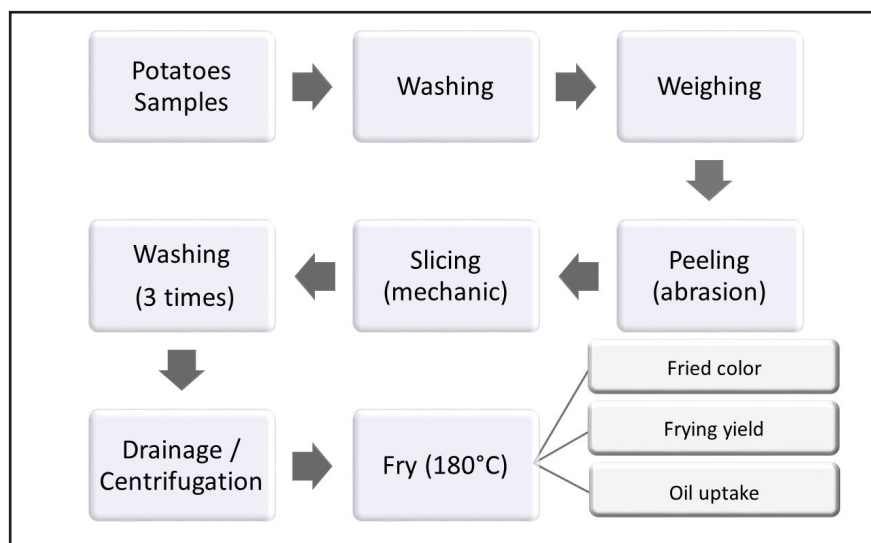 Potatoes
Samples
Washing
Weighing
Peeling
(abrasion)
Slicing
(mechanic)
Washing
(3 times)
Drainage /
Centrifugation
Fry (180°C)
Fried color
Frying yield
Oil uptake